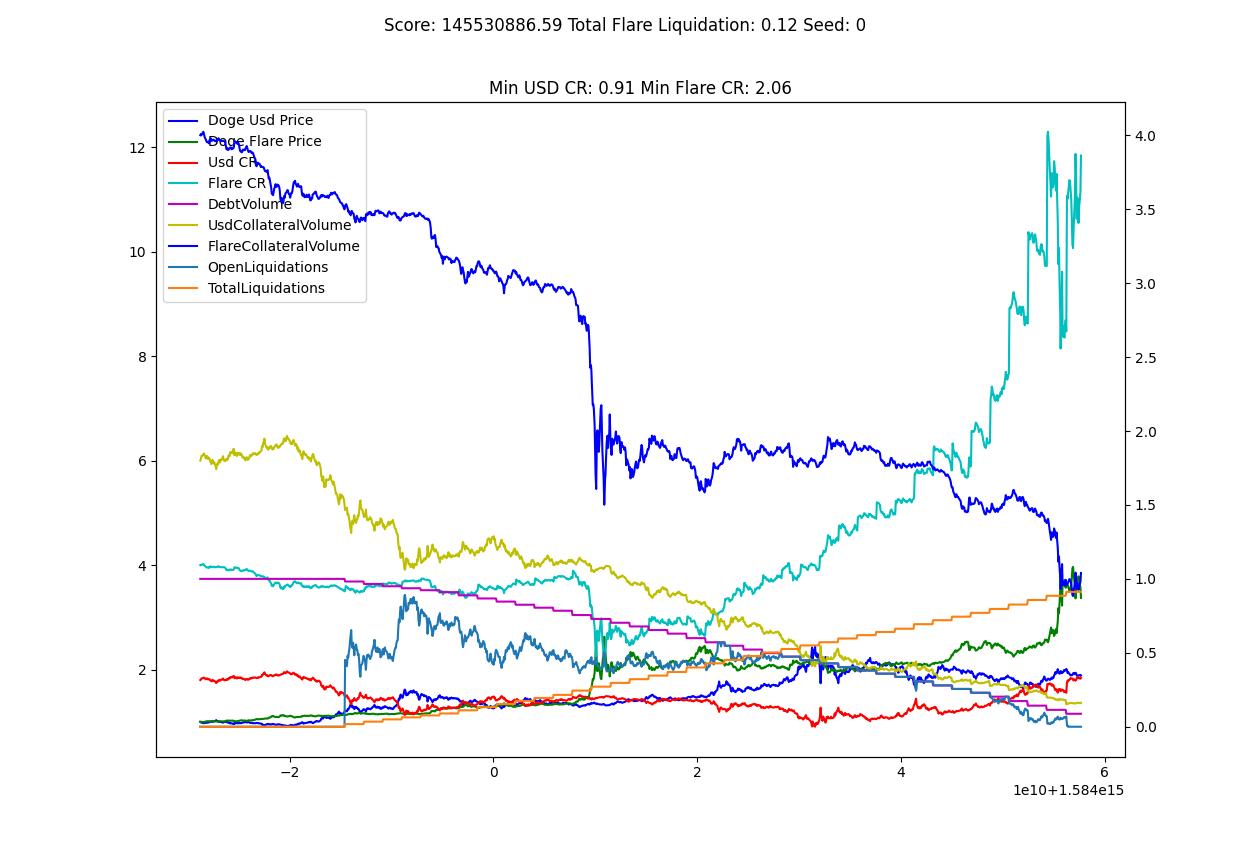 Score: 145530886.59 Total Flare Liquidation: 0.12 Seed: 0
Min USD CR: 0.91 Min Flare CR: 2.06
Doge Usd Price
Doge Flare Price
Usd CR
Flare CR
DebtVolume
UsdCollateralVolume
FlareCollateralVolume
OpenLiquidations
TotalLiquidations
12
10
8
6
4
2
4.0
3.5
3.0
2.5
2.0
1.5
1.0
0.5
0.0
−2
0
2
4
6
1e10+1.584e15